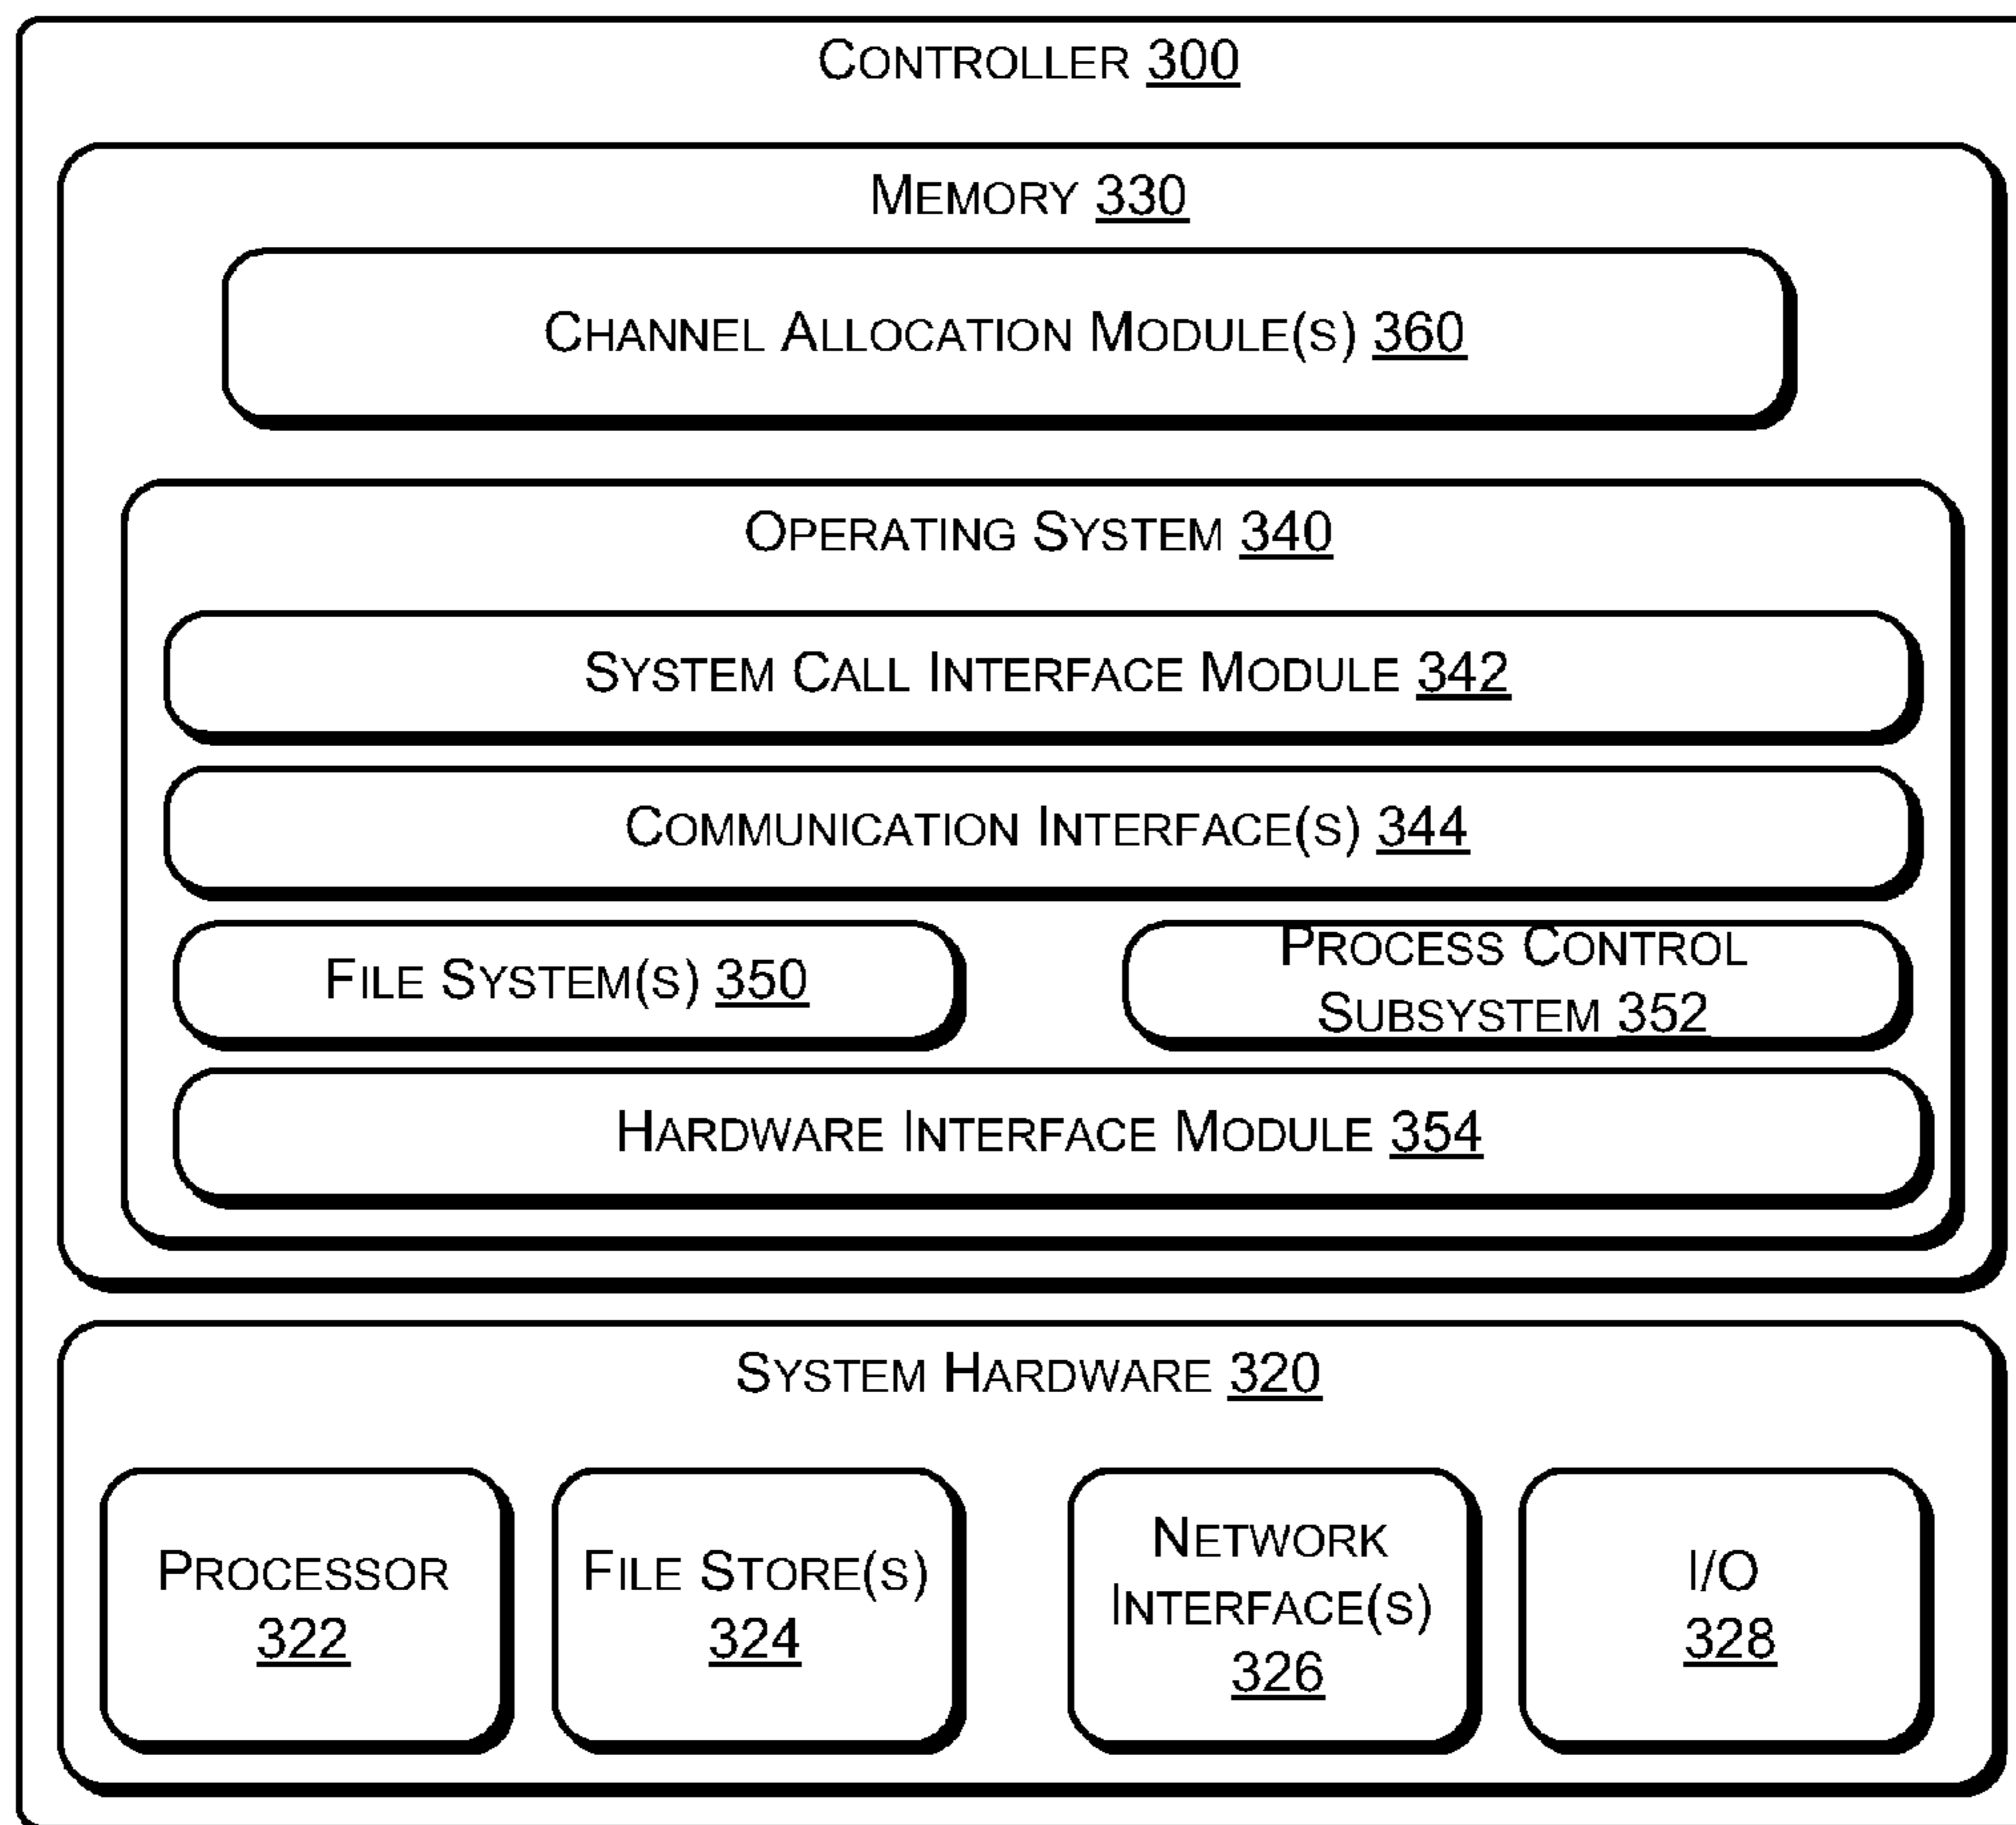 CONTROLLER 300
MEMORY 330
CHANNEL ALLOCATION MODULE(S) 360
OPERATING SYSTEM 340
SYSTEM CALL INTERFACE MODULE 342
COMMUNICATION INTERFACE(S) 344
FILE SYSTEM(S) 350
PROCESS CONTROL
SUBSYSTEM 352
HARDWARE INTERFACE MODULE 354
SYSTEM HARDWARE 320
PROCESSOR
322
FILE STORE(S)
324
NETWORK
INTERFACE(S)
326
I/O
328